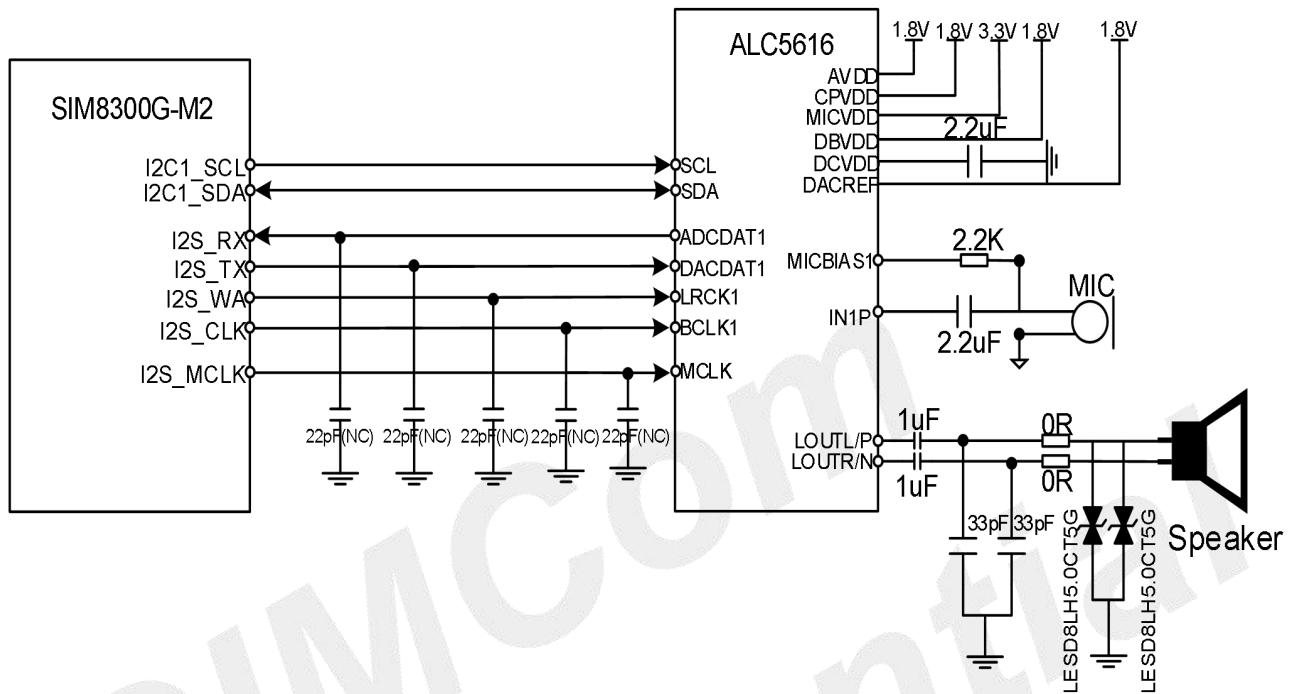 ALC5616
1.8V 1.8V 3.3V 1.8V 1.8V
SIM8300G-M2
AVDD
CPVDD
MICVDD
2.2uF
DBVDD
DCVDD
DACREF
I2C1_SCL
SCL
I2C1_SDA
SDA
I2S_RX
ADCDAT1
I2S_TX
DACDAT1
I2S_WA
LRCK1
I2S_CLK
BCLK1
I2S_MCLK
MCLK
MICBIAS1
2.2K
MIC
IN1P
2.2uF
22pF(NC) 22pF(NC) 22pF(NC) 22pF(NC) 22pF(NC)
LOUTL/P
1uF
0R
LOUTR/N
1uF
0R
33pF 33pF
LESD8LH5.0CT5G
LESD8LH5.0CT5G
Speaker
SIMCom